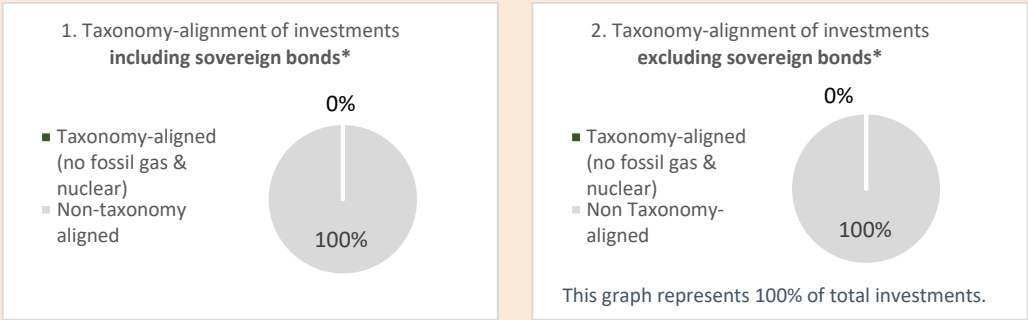 1. Taxonomy-alignment of investments
including sovereign bonds*
0%
Taxonomy-aligned
(no fossil gas &
nuclear)
Non-taxonomy
aligned
100%
2. Taxonomy-alignment of investments
excluding sovereign bonds*
0%
Taxonomy-aligned
(no fossil gas &
nuclear)
Non Taxonomy-
aligned
100%
This graph represents 100% of total investments.